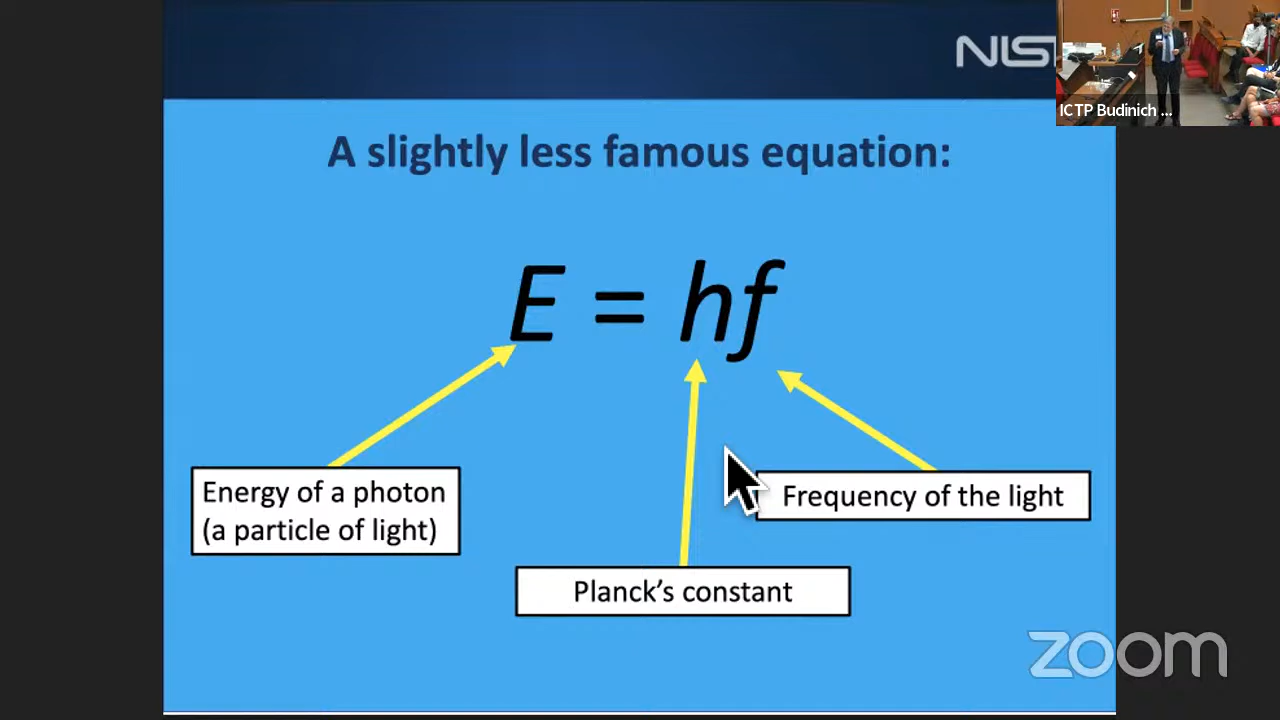 ICTP Budinich ...
A slightly less famous equation:
E = hf
Energy of a photon
(a particle of light)
Frequency of the light
Planck's constant
zoom